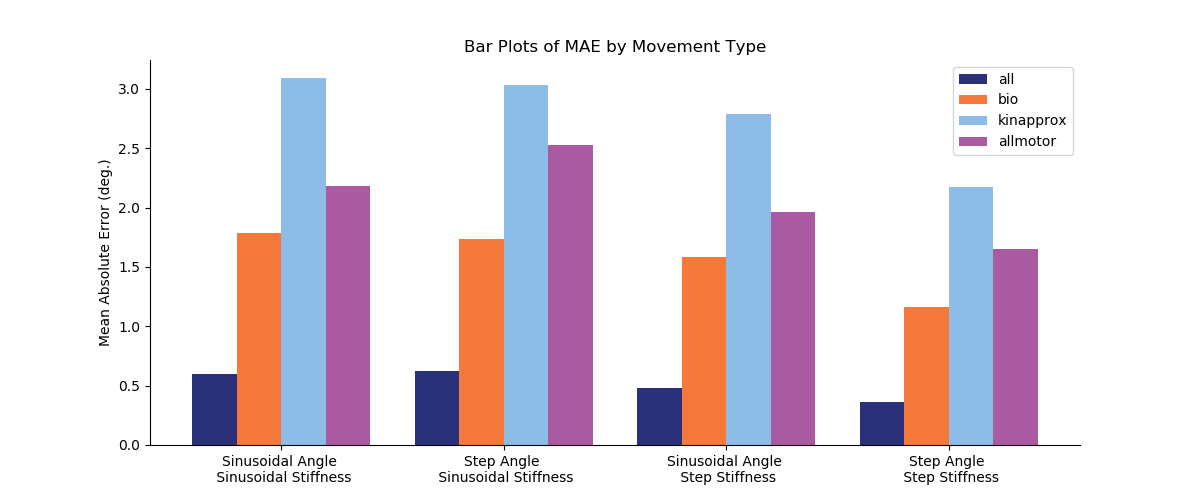 Bar Plots of MAE by Movement Type
all
bio
kinapprox
allmotor
Mean Absolute Error (deg.)
3.0
2.5
2.0
1.5
1.0
0.5
0.0
Sinusoidal Angle
Sinusoidal Stiffness
Step Angle
Sinusoidal Stiffness
Sinusoidal Angle
Step Stiffness
Step Angle
Step Stiffness